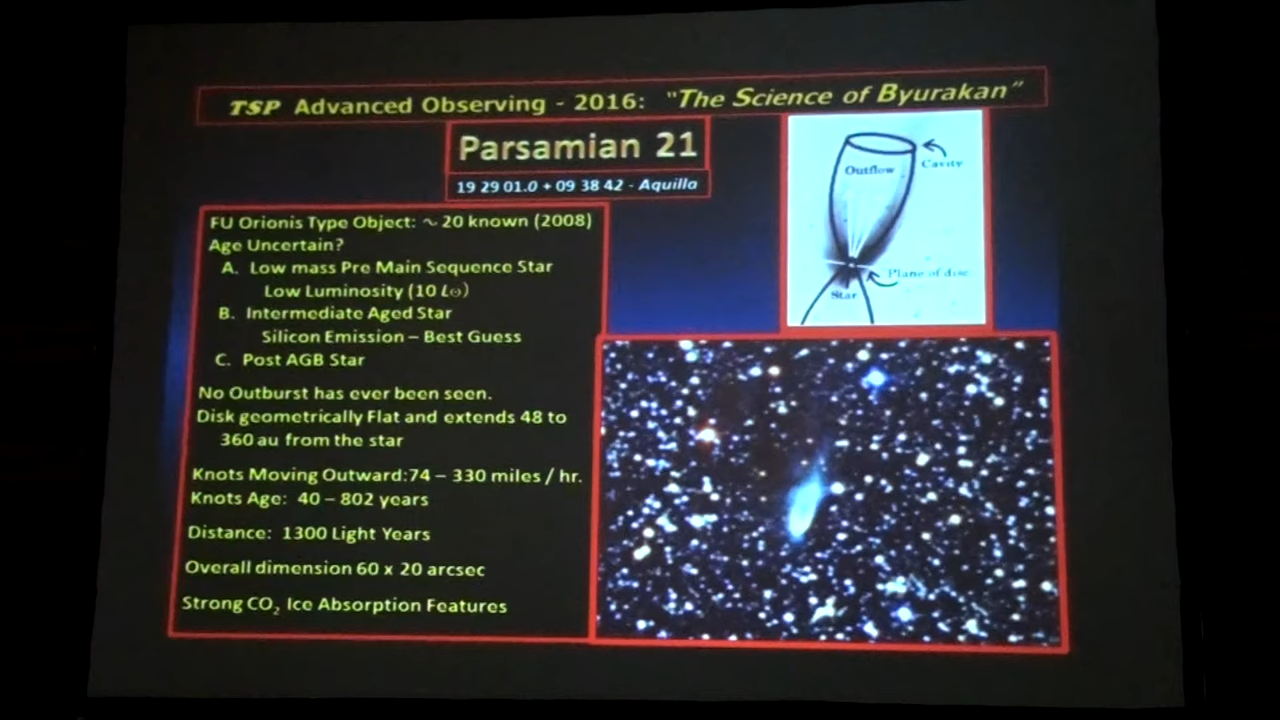 TSP Advanced Observing - 2016: "The Science of Byurakan"
Parsamian 21
19 29 01.0 + 09 38 42 - Aquilla
FU Orionis Type Object: ~ 20 known (2008)
Age Uncertain?
A. Low mass Pre Main Sequence Star
Low Luminosity (10 L⊙)
B. Intermediate Aged Star
Silicon Emission – Best Guess
C. Post AGB Star
No Outburst has ever been seen.
Disk geometrically Flat and extends 48 to
360 au from the star
Knots Moving Outward: 74 – 330 miles / hr.
Knots Age: 40 – 802 years
Distance: 1300 Light Years
Overall dimension 60 x 20 arcsec
Strong CO₂ Ice Absorption Features
Cavity
Outflow
Plane of disc
Star